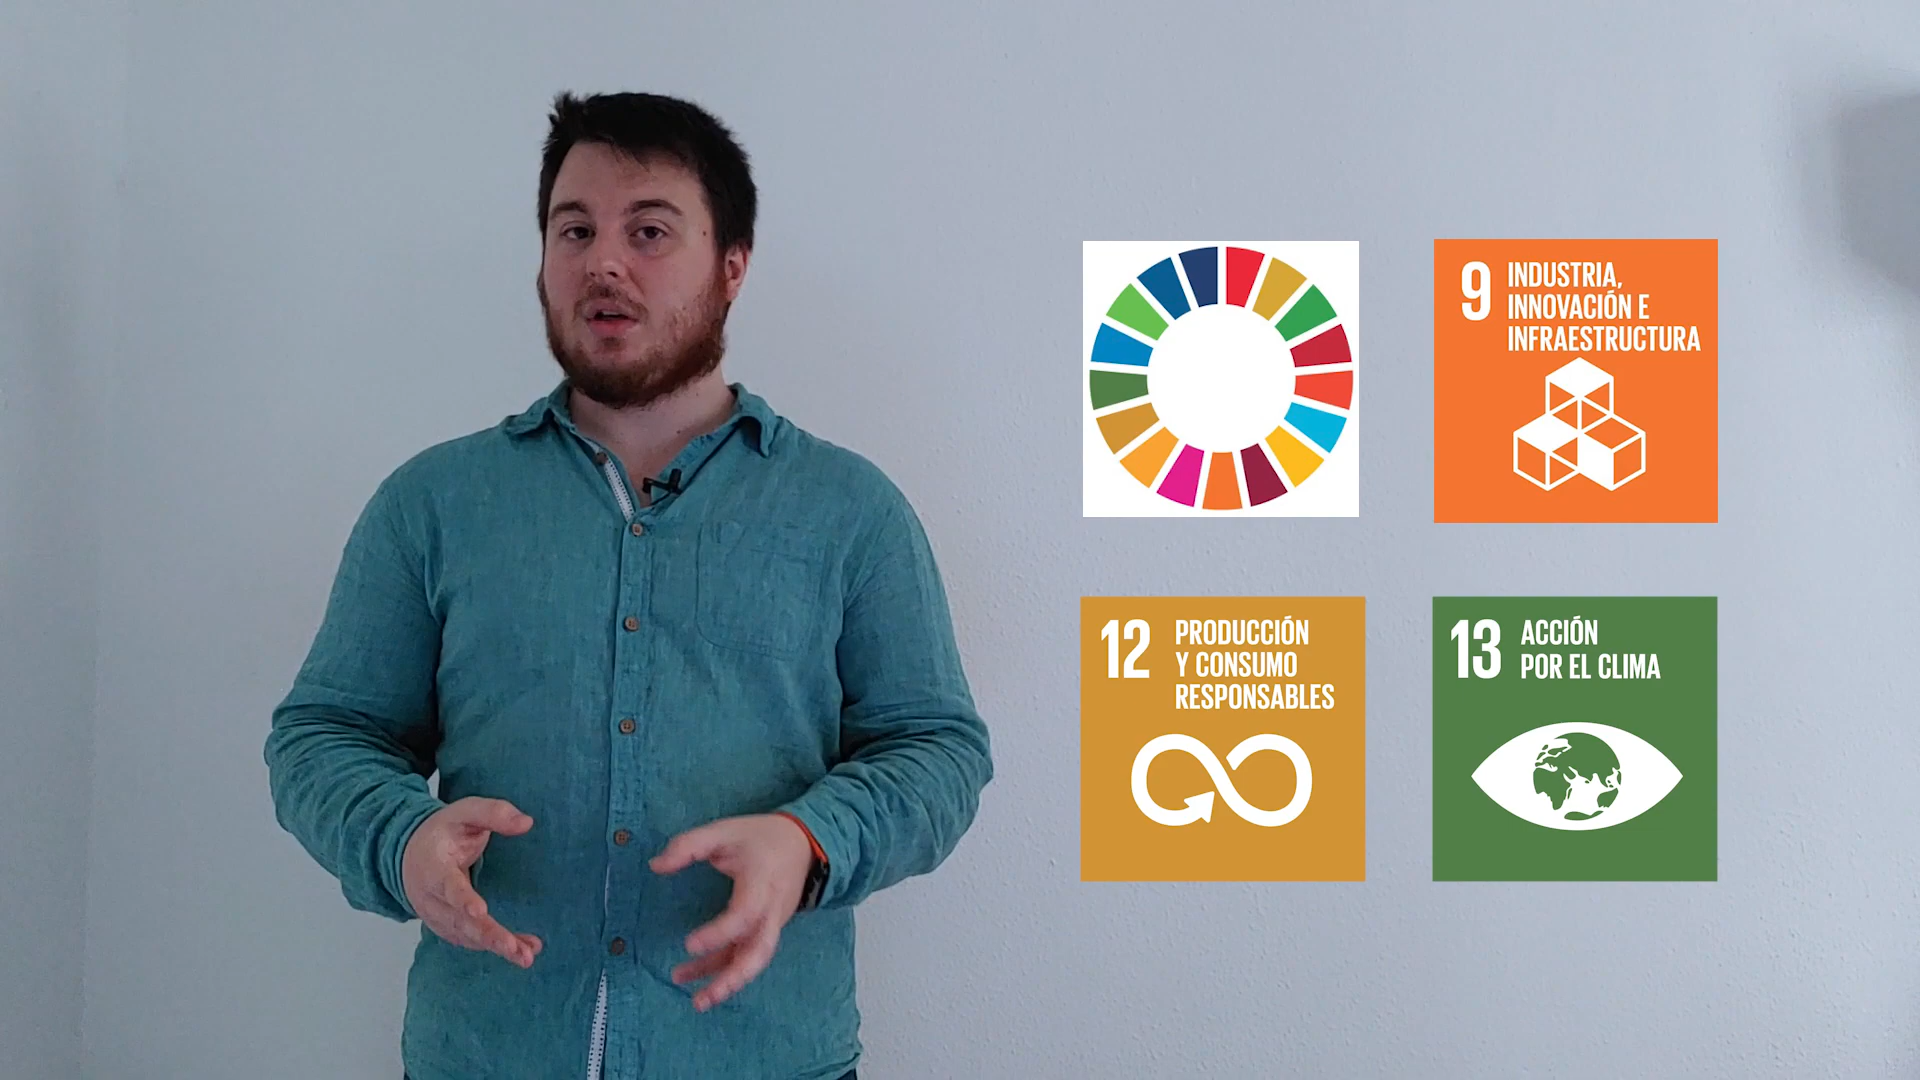 9
INDUSTRIA,
INNOVACIÓN E
INFRAESTRUCTURA
12
PRODUCCIÓN
Y CONSUMO
RESPONSABLES
13
ACCIÓN
POR EL CLIMA